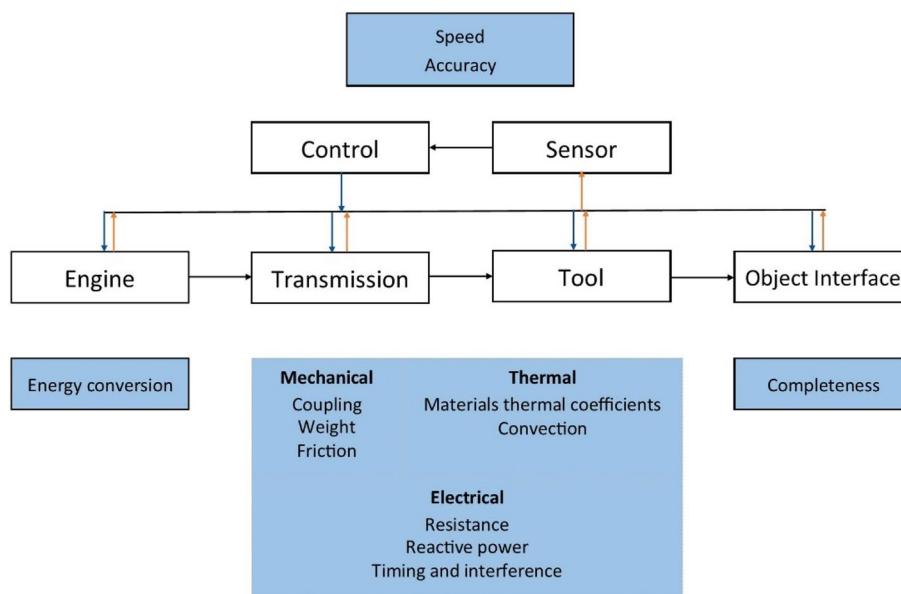 Speed
Accuracy
Control
Sensor
Engine
Transmission
Tool
Object Interface
Energy conversion
Mechanical
Coupling
Weight
Friction
Thermal
Materials thermal coefficients
Convection
Completeness
Electrical
Resistance
Reactive power
Timing and interference